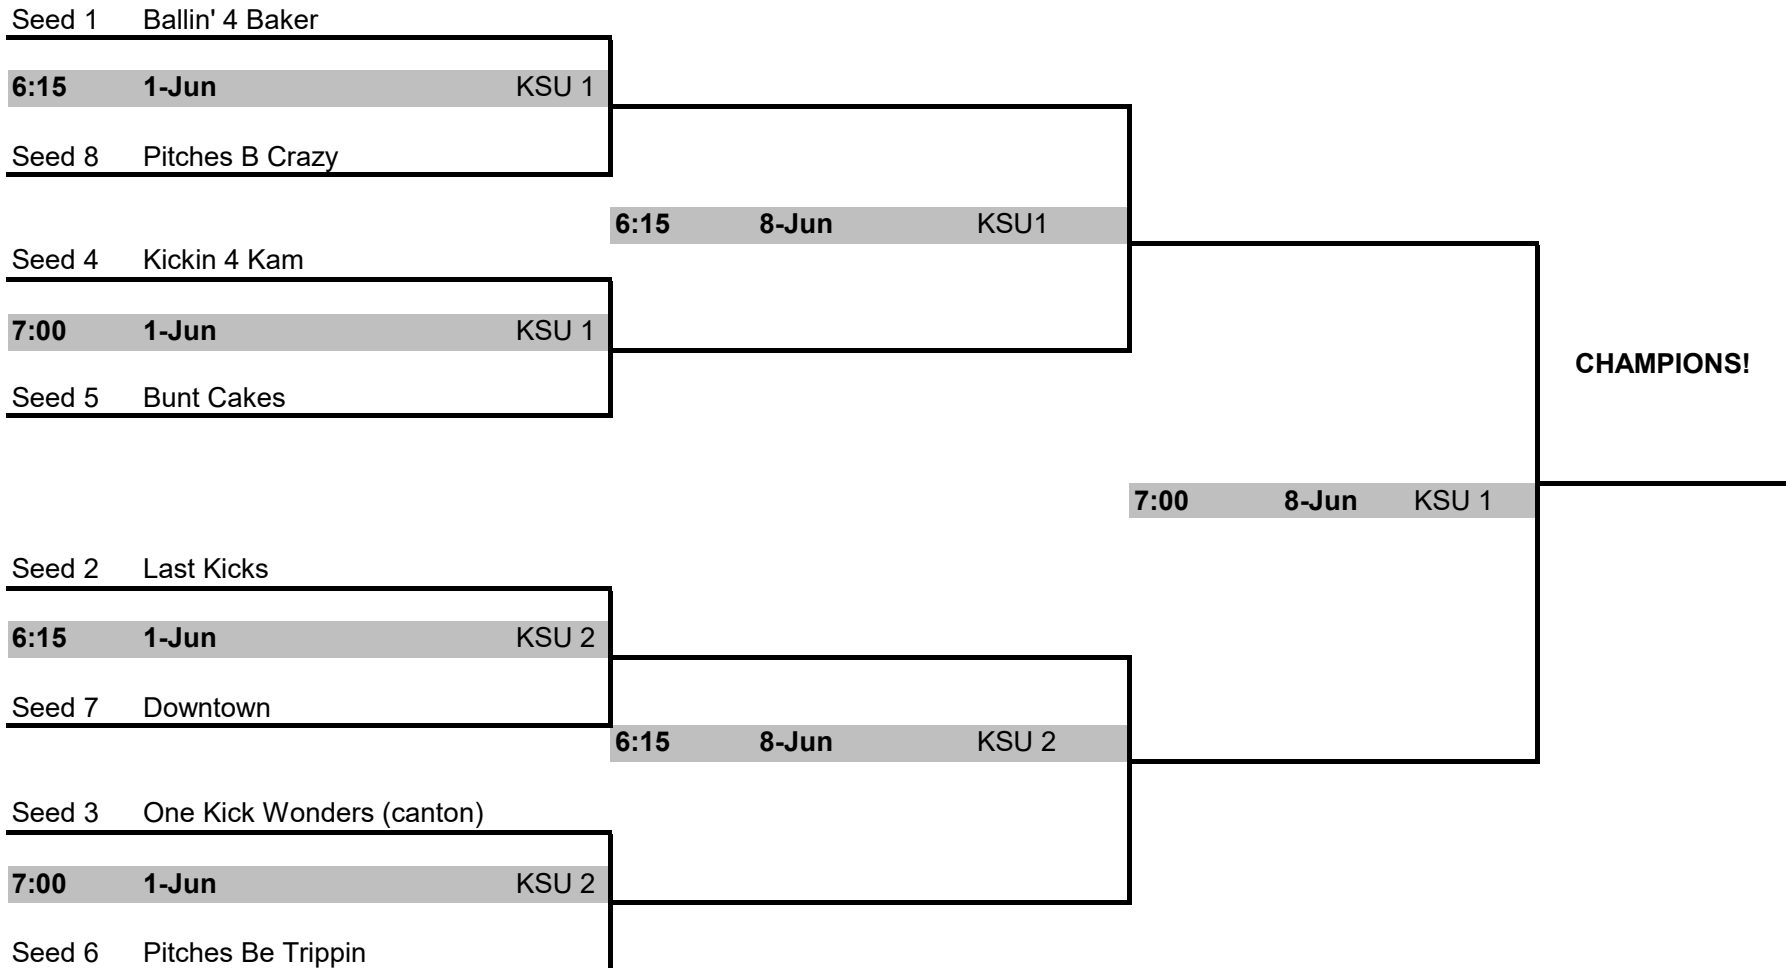 Seed 1 Ballin' 4 Baker
6:15 1-Jun KSU 1
Seed 8 Pitches B Crazy
6:15 8-Jun KSU1
Seed 4 Kickin 4 Kam
7:00 1-Jun KSU 1
CHAMPIONS!
Seed 5 Bunt Cakes
7:00 8-Jun KSU 1
Seed 2 Last Kicks
6:15 1-Jun KSU 2
Seed 7 Downtown
6:15 8-Jun KSU 2
Seed 3 One Kick Wonders (canton)
7:00 1-Jun KSU 2
Seed 6 Pitches Be Trippin